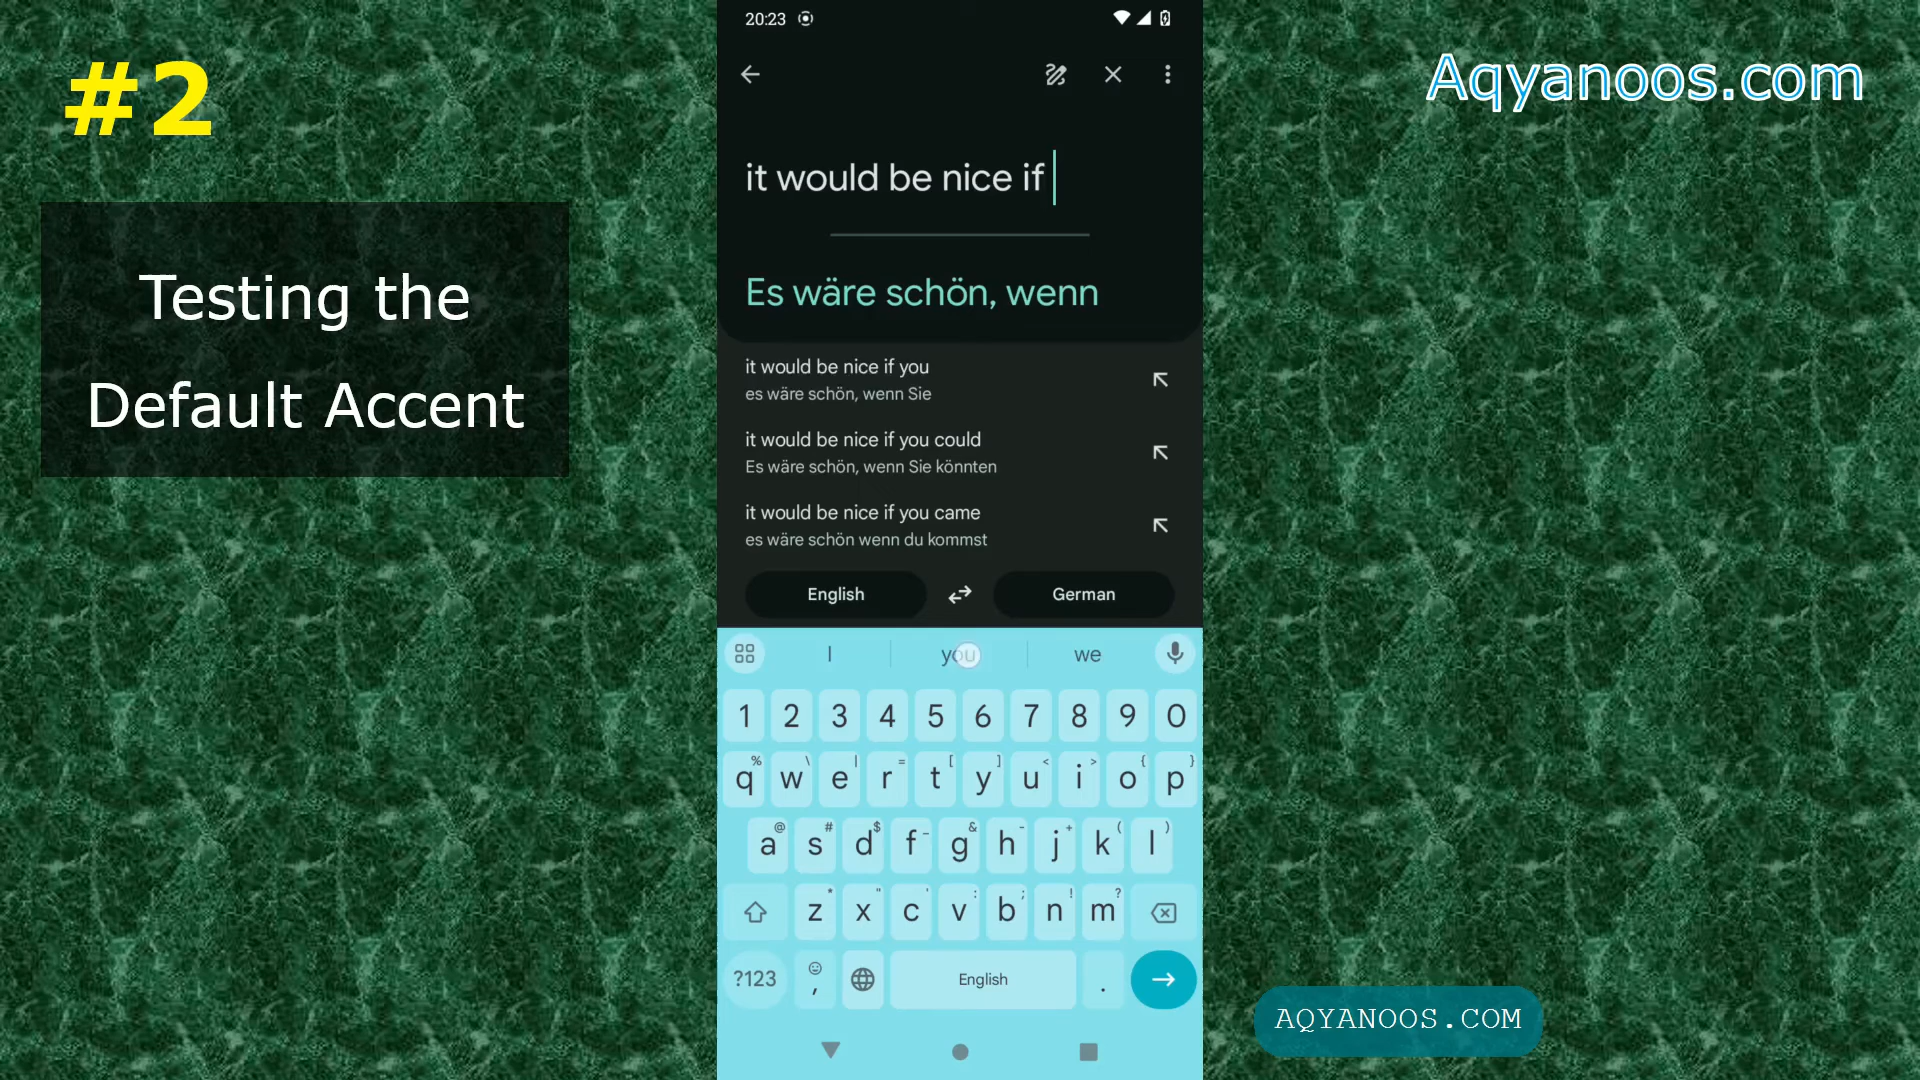 #2
Testing the
Default Accent
Aqyanoos.com
20:23
it would be nice if
Es wäre schön, wenn
it would be nice if you
es wäre schön, wenn Sie
it would be nice if you could
Es wäre schön, wenn Sie könnten
it would be nice if you came
es wäre schön wenn du kommst
English German
I you we
1 2 3 4 5 6 7 8 9 0
% \ | = [ ] < > { }
q w e r t y u i o p
@ # $ _ & - + ( )
a s d f g h j k l
* " ' : ; ! ?
z x c v b n m
?123 , English .
AQYANOOS.COM